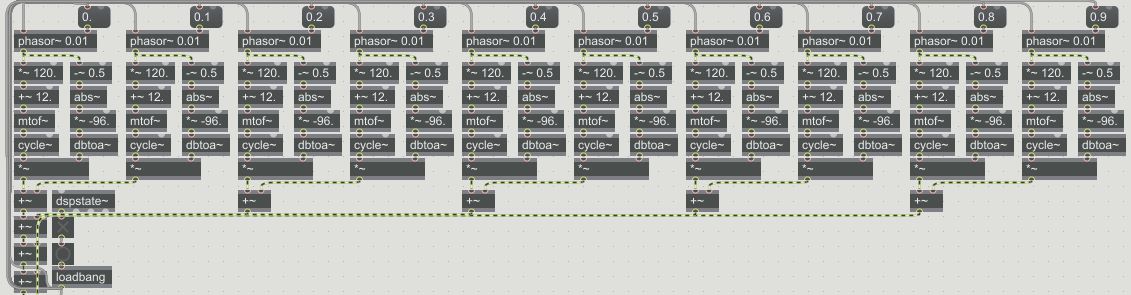 0. 0.1 0.2 0.3 0.4 0.5 0.6 0.7 0.8 0.9
phasor~ 0.01 phasor~ 0.01 phasor~ 0.01 phasor~ 0.01 phasor~ 0.01 phasor~ 0.01 phasor~ 0.01 phasor~ 0.01 phasor~ 0.01 phasor~ 0.01
*~ 120. -~ 0.5 *~ 120. -~ 0.5 *~ 120. -~ 0.5 *~ 120. -~ 0.5 *~ 120. -~ 0.5 *~ 120. -~ 0.5 *~ 120. -~ 0.5 *~ 120. -~ 0.5 *~ 120. -~ 0.5 *~ 120. -~ 0.5
+~ 12. abs~ +~ 12. abs~ +~ 12. abs~ +~ 12. abs~ +~ 12. abs~ +~ 12. abs~ +~ 12. abs~ +~ 12. abs~ +~ 12. abs~ +~ 12. abs~
mtof~ *~ -96. mtof~ *~ -96. mtof~ *~ -96. mtof~ *~ -96. mtof~ *~ -96. mtof~ *~ -96. mtof~ *~ -96. mtof~ *~ -96. mtof~ *~ -96. mtof~ *~ -96.
cycle~ dbtoa~ cycle~ dbtoa~ cycle~ dbtoa~ cycle~ dbtoa~ cycle~ dbtoa~ cycle~ dbtoa~ cycle~ dbtoa~ cycle~ dbtoa~ cycle~ dbtoa~ cycle~ dbtoa~
*~ *~ *~ *~ *~ *~ *~ *~ *~ *~
+~ dspstate~ +~ +~ +~ +~
+~
+~
+~ loadbang